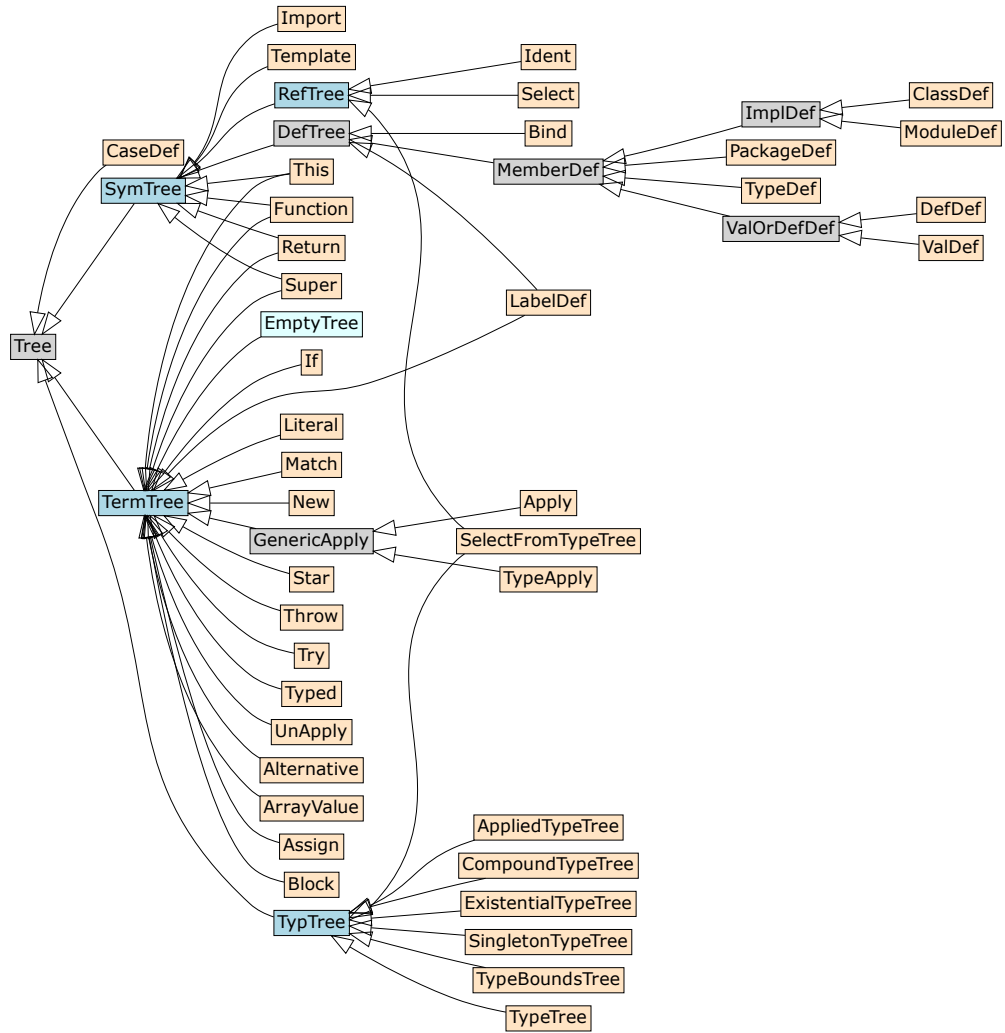 Import
Template
RefTree
DefTree
CaseDef
SymTree
This
Function
Return
Super
EmptyTree
If
Tree
Literal
Match
TermTree
New
GenericApply
Star
Throw
Try
Typed
UnApply
Alternative
ArrayValue
Assign
Block
TypTree
Ident
Select
Bind
MemberDef
LabelDef
Apply
SelectFromTypeTree
TypeApply
AppliedTypeTree
CompoundTypeTree
ExistentialTypeTree
SingletonTypeTree
TypeBoundsTree
TypeTree
ImplDef
PackageDef
TypeDef
ValOrDefDef
ClassDef
ModuleDef
DefDef
ValDef